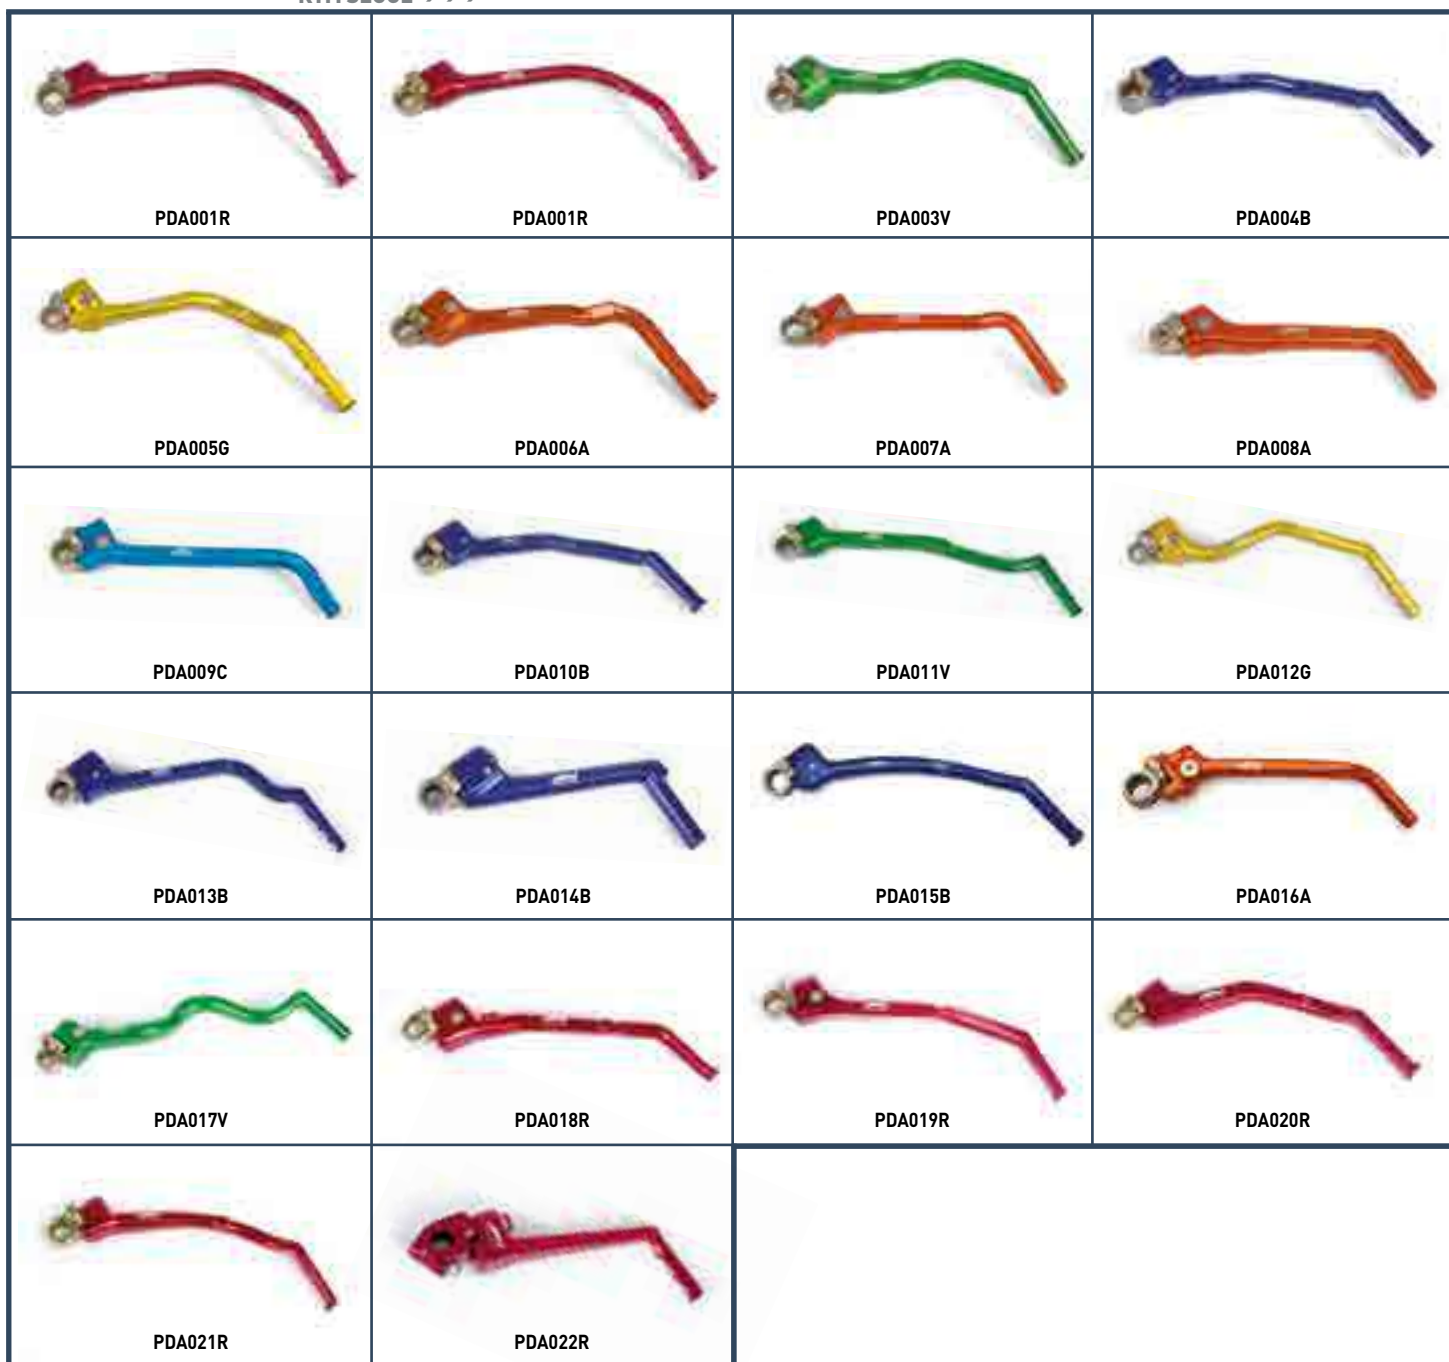 PDA001R PDA001R PDA003V PDA004B
PDA005G PDA006A PDA007A PDA008A
PDA009C PDA010B PDA011V PDA012G
PDA013B PDA014B PDA015B PDA016A
PDA017V PDA018R PDA019R PDA020R
PDA021R PDA022R